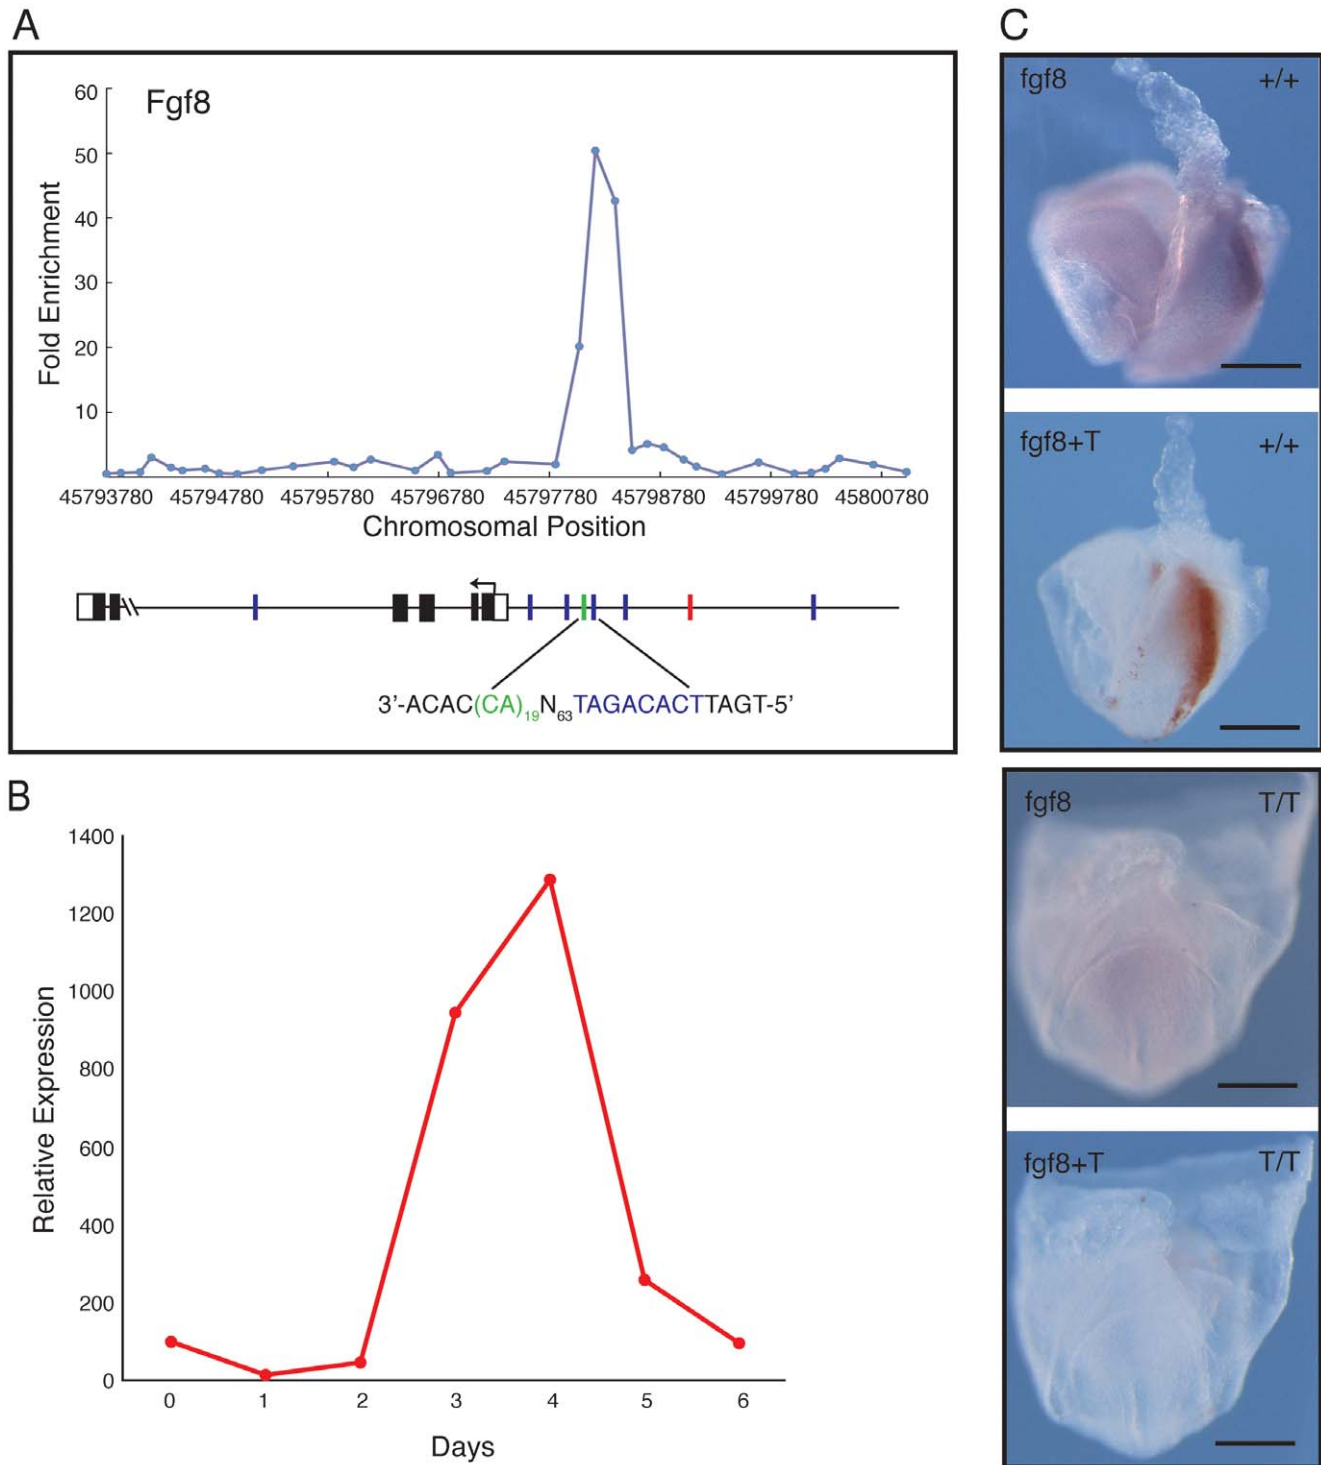 A
Fgf8
60
50
40
30
20
10
Fold Enrichment
45793780 45794780 45795780 45796780 45797780 45798780 45799780 45800780
Chromosomal Position
3'-ACAC(CA)19N63TAGACACTTAGT-5'
B
1400
1200
1000
800
600
400
200
0
Relative Expression
0 1 2 3 4 5 6
Days
C
fgf8 +/+
fgf8+T +/+
fgf8 T/T
fgf8+T T/T